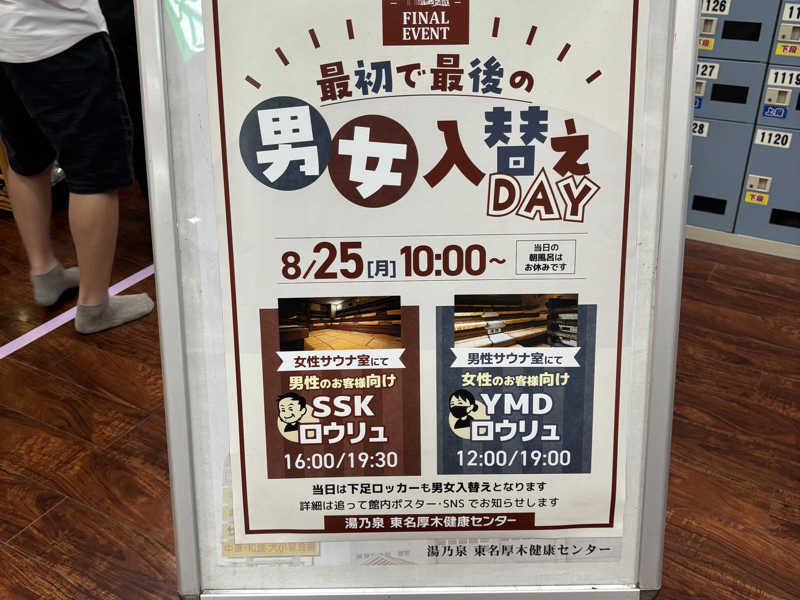 FINAL
EVENT
最初で最後の
男女入替え
DAY
8/25[月]10:00~
当日の
朝風呂は
お休みです
女性サウナ室にて
男性のお客様向け
SSK
ロウリュ
16:00/19:30
男性サウナ室にて
女性のお客様向け
YMD
ロウリュ
12:00/19:00
当日は下足ロッカーも男女入替えとなります
詳細は追って館内ポスター・SNSでお知らせします
湯乃泉 東名厚木健康センター
湯乃泉 東名厚木健康センター
126
下段
127
1119
上段
28
1120
下段